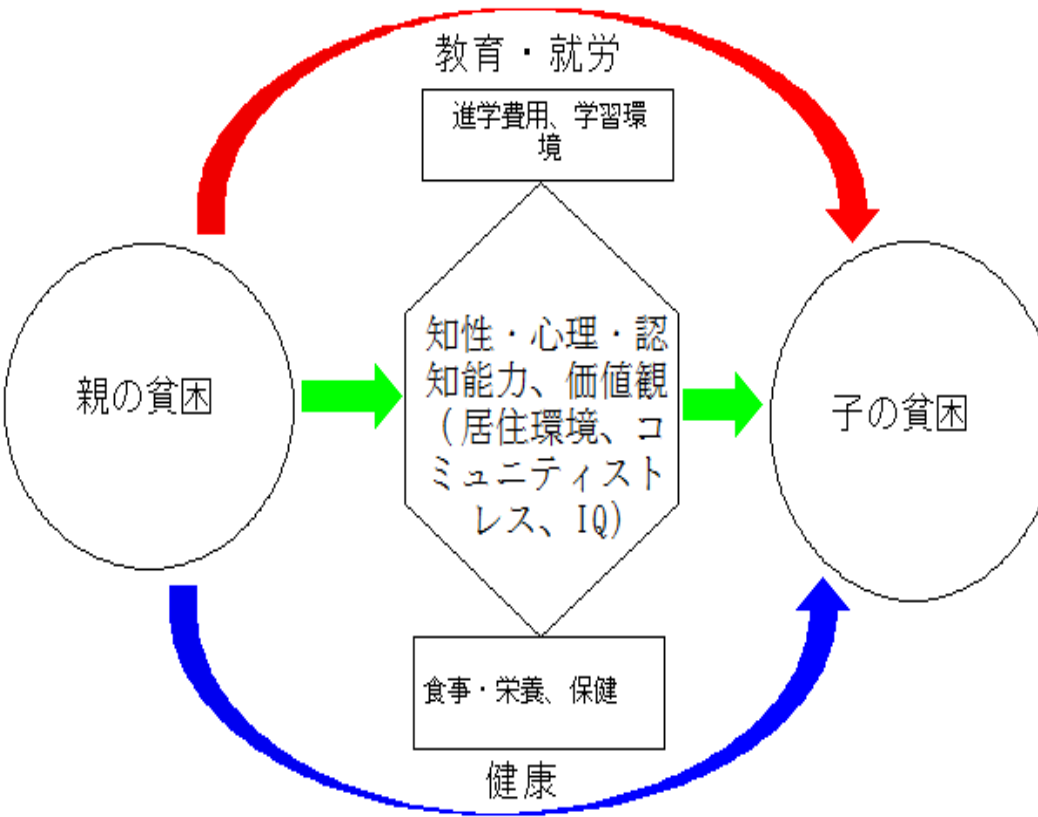 教育・就労
進学費用、学習環
境
親の貧困
知性・心理・認
知能力、価値観
(居住環境、コ
ミュニティスト
レス、IQ)
子の貧困
食事・栄養、保健
健康